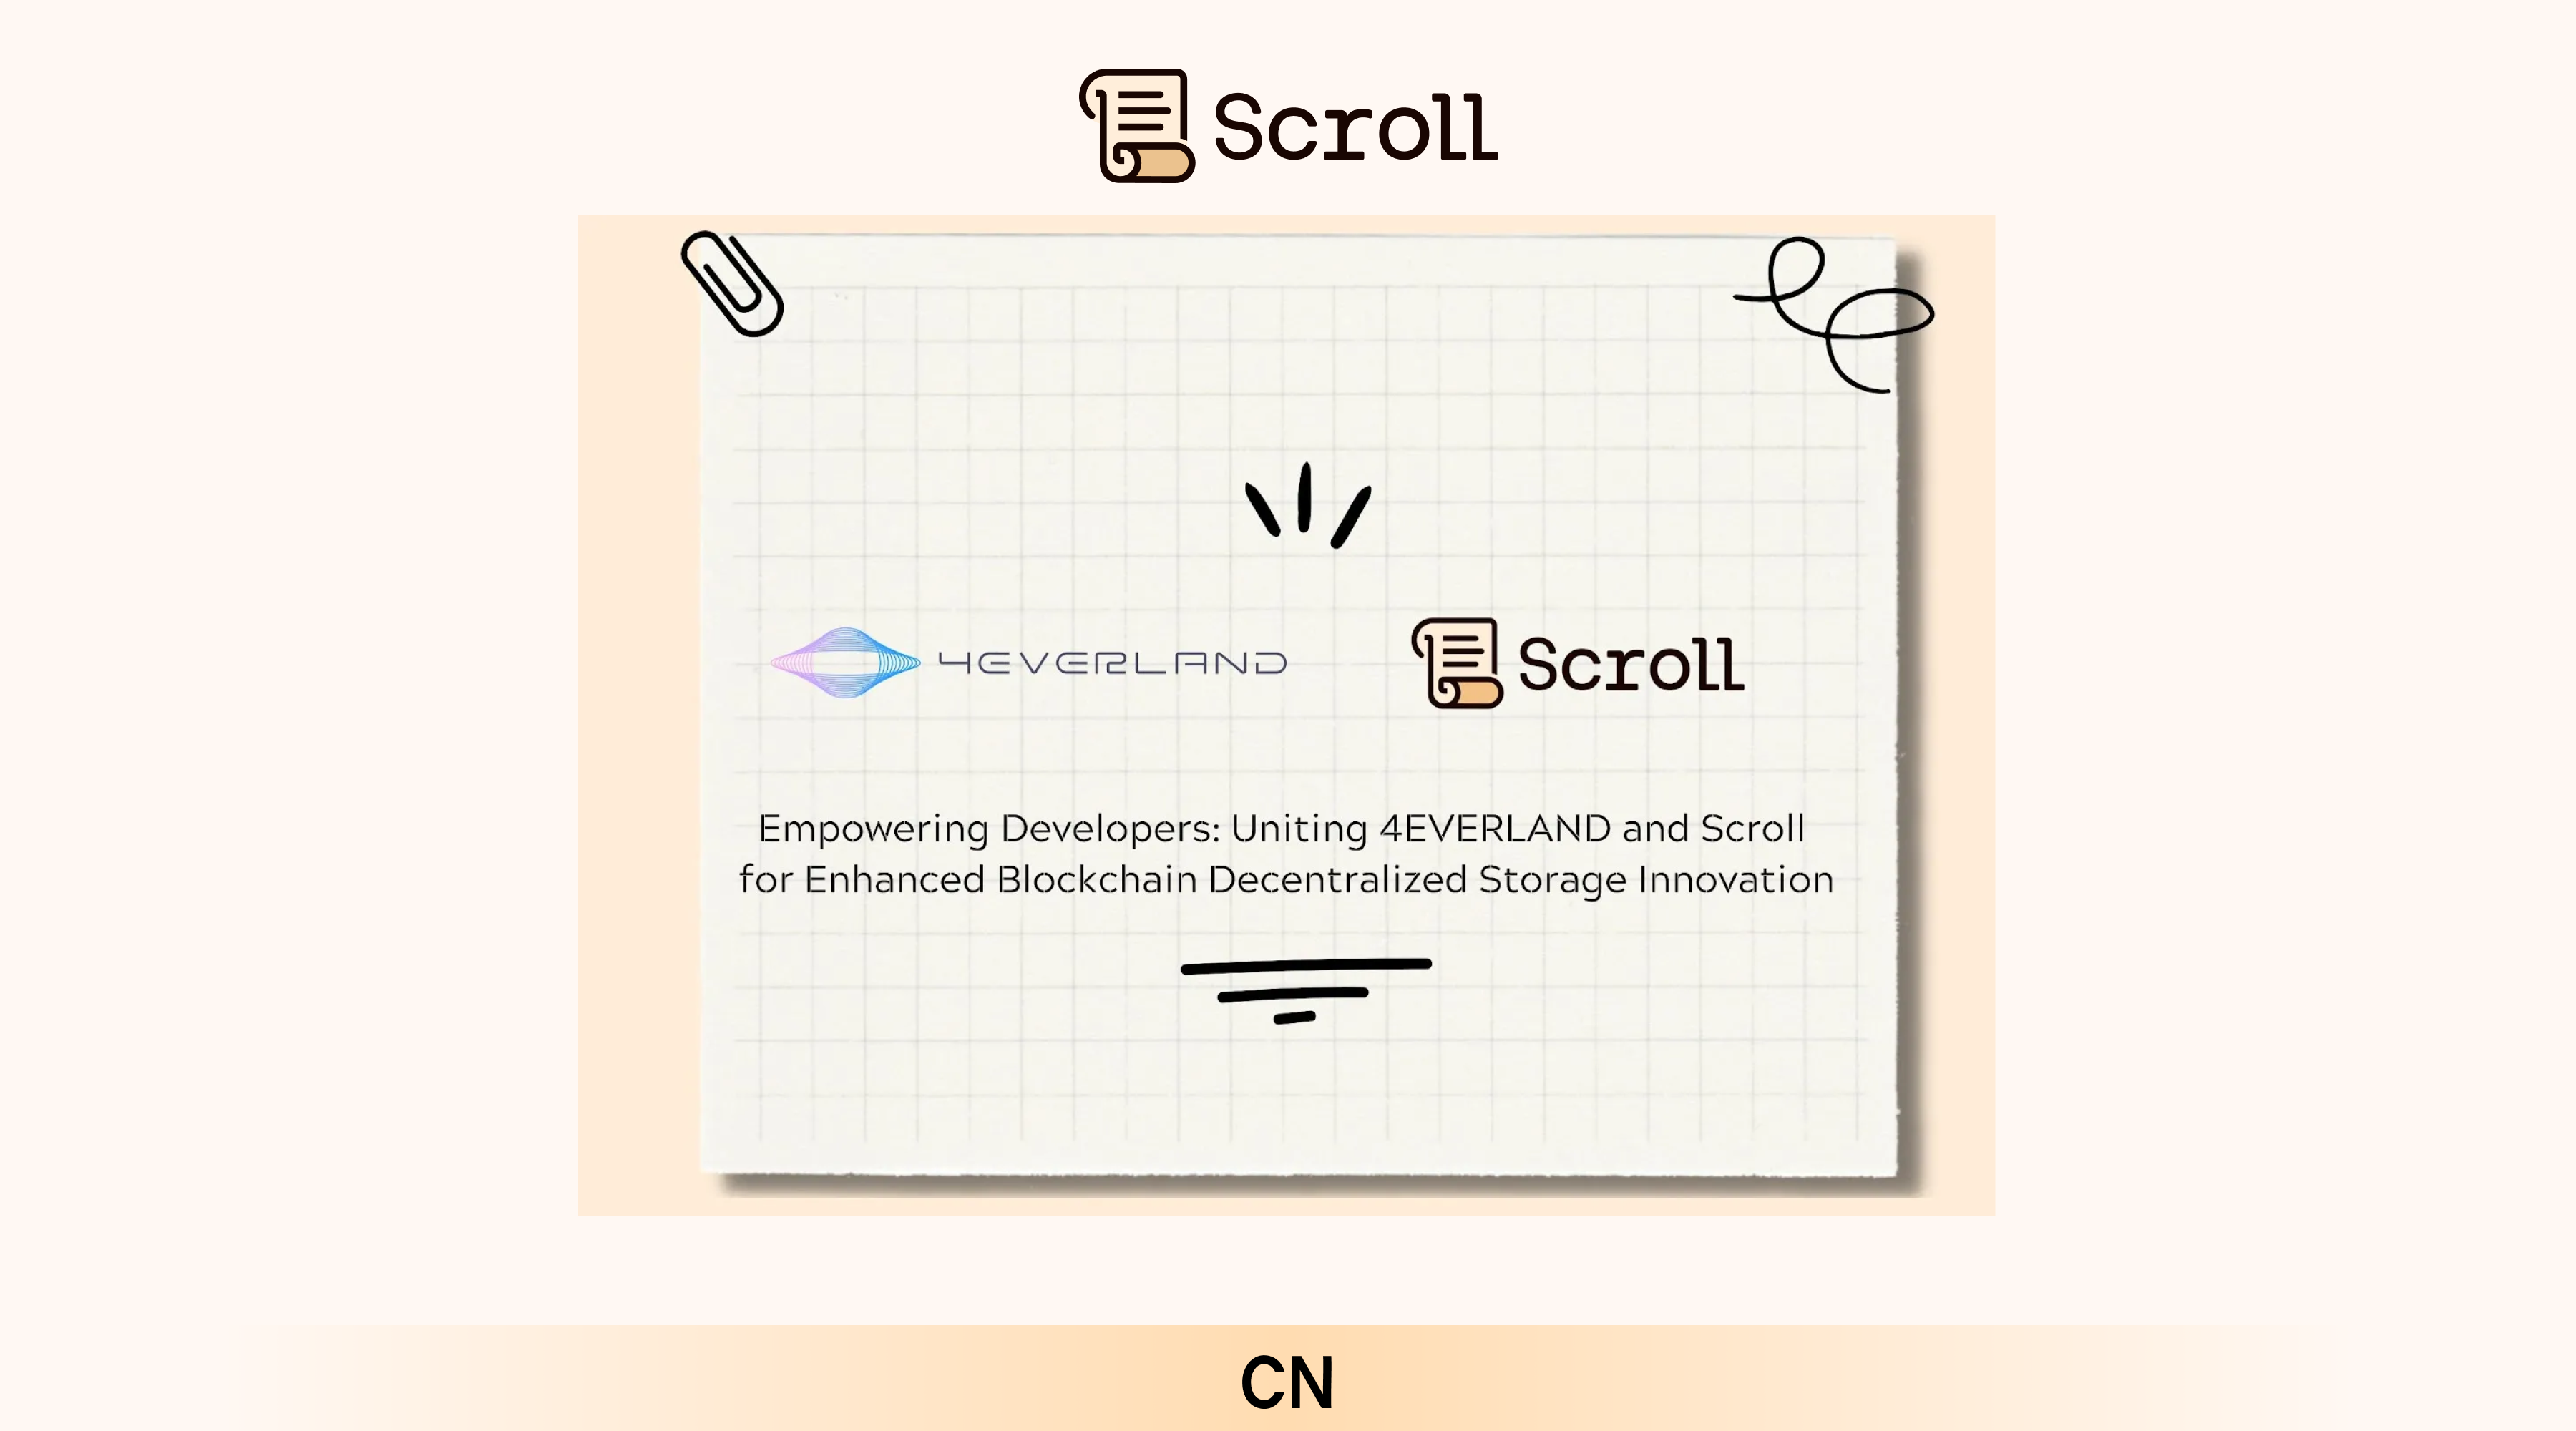 Scroll
4EVERLAND
Scroll
Empowering Developers: Uniting 4EVERLAND and Scroll
for Enhanced Blockchain Decentralized Storage Innovation
CN